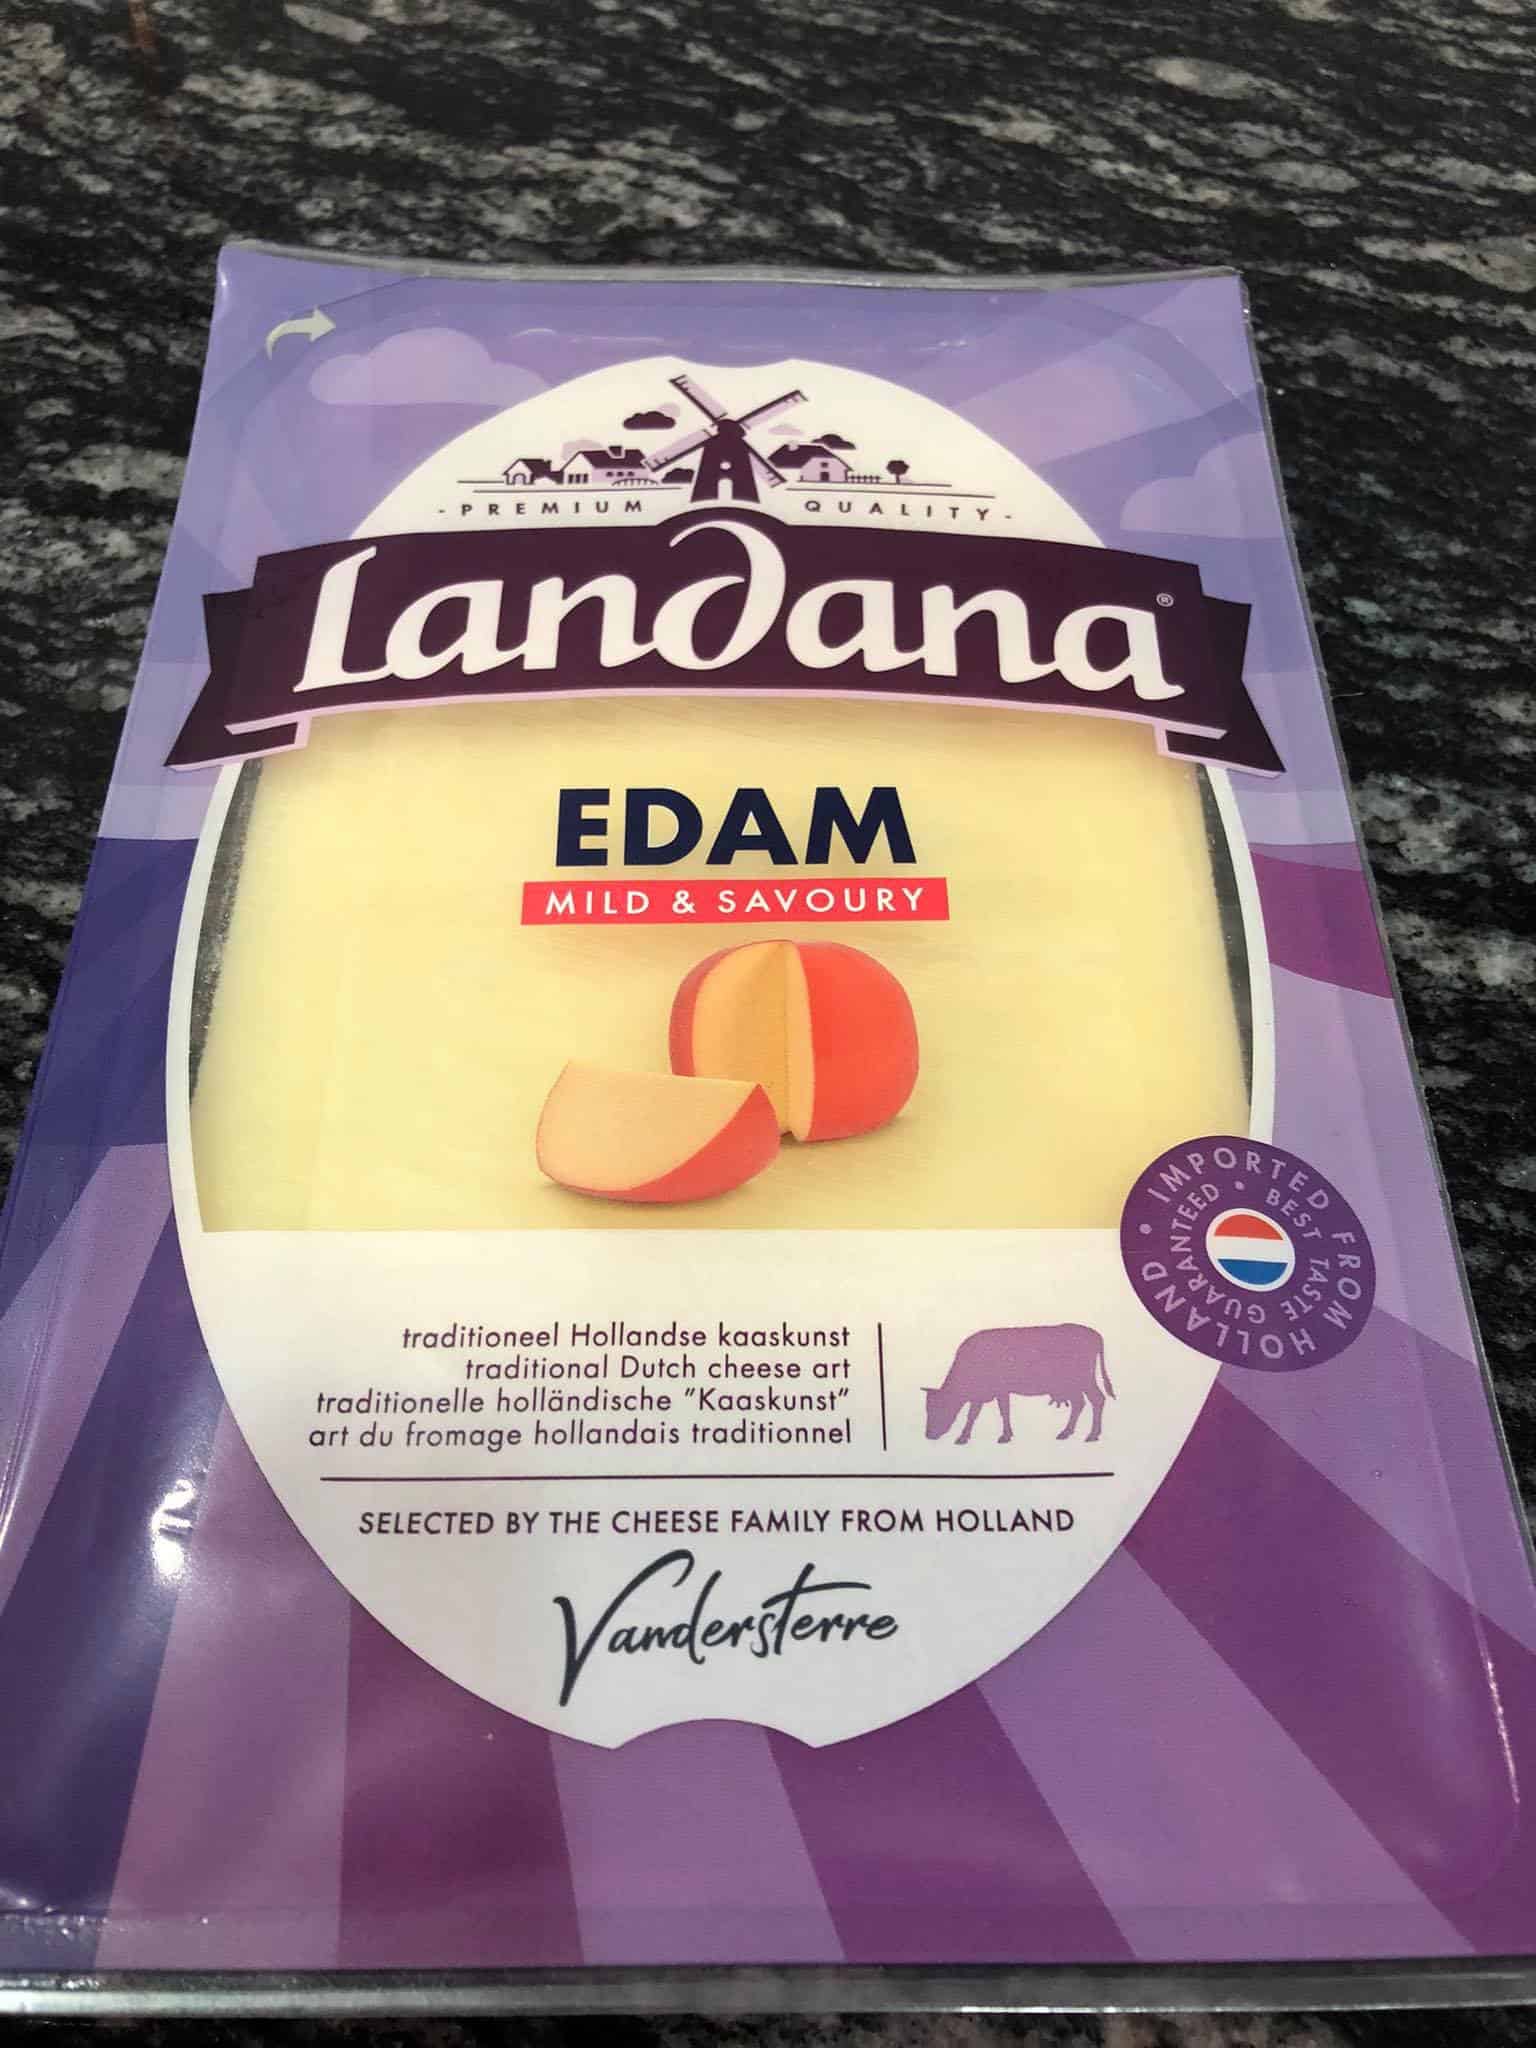 - PREMIUM QUALITY -
Landana®
EDAM
MILD & SAVOURY
• IMPORTED FROM HOLLAND
• BEST TASTE GUARANTEED
traditioneel Hollandse kaaskunst
traditional Dutch cheese art
traditionelle holländische "Kaaskunst"
art du fromage hollandais traditionnel
SELECTED BY THE CHEESE FAMILY FROM HOLLAND
Vandersterre